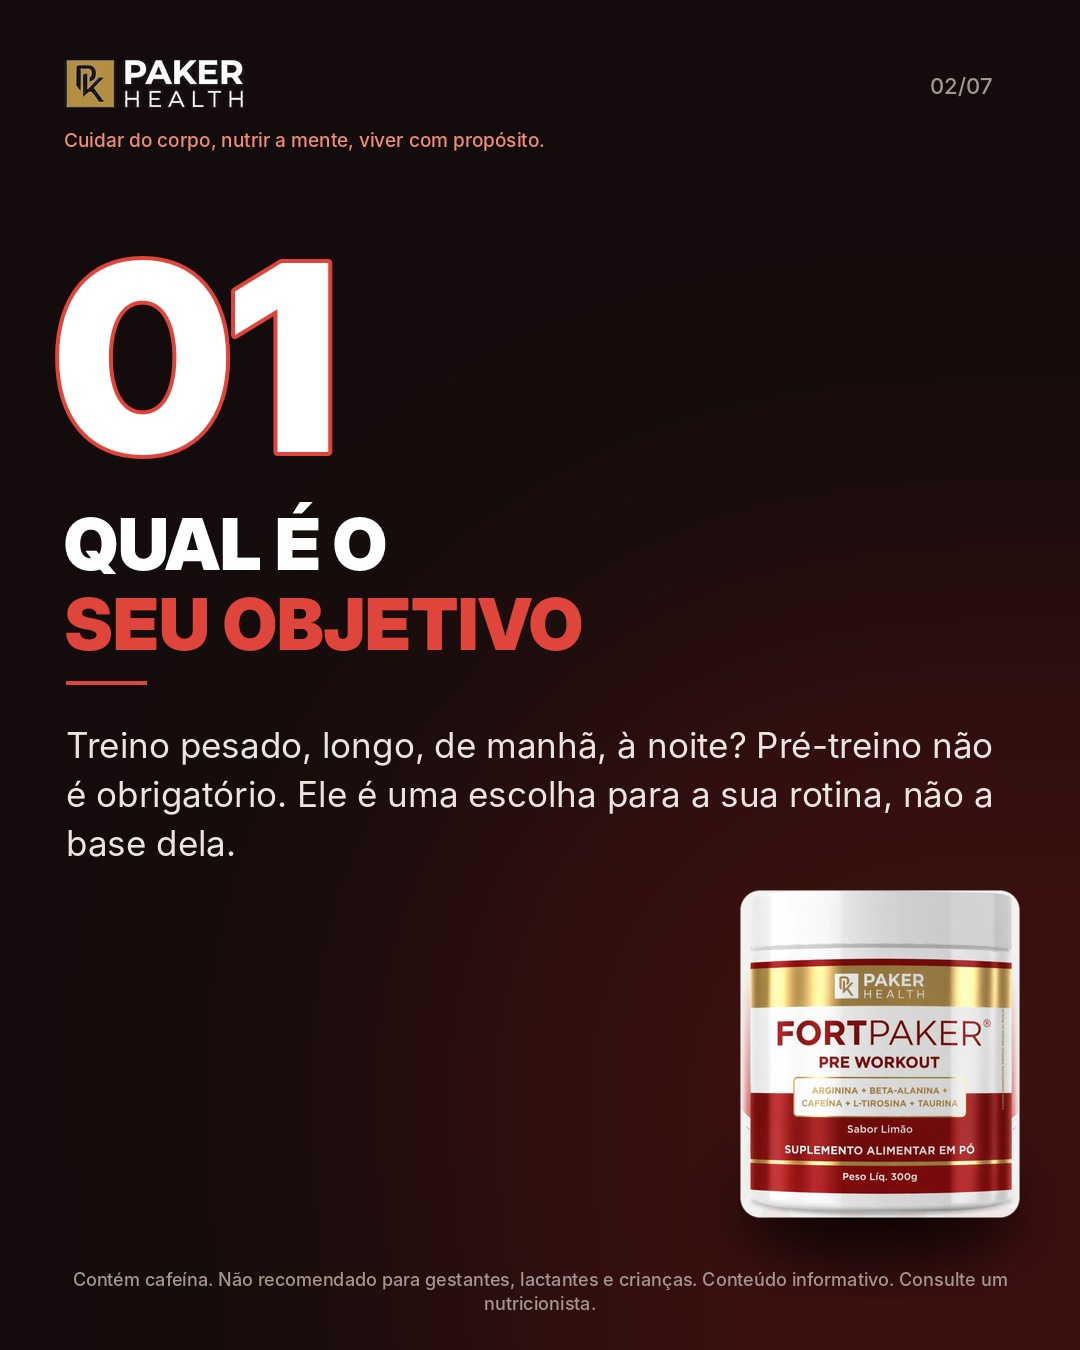 PAKER
HEALTH
02/07
Cuidar do corpo, nutrir a mente, viver com propósito.
01
QUAL É O
SEU OBJETIVO
Treino pesado, longo, de manhã, à noite? Pré-treino não
é obrigatório. Ele é uma escolha para a sua rotina, não a
base dela.
PAKER
HEALTH
FORTPAKER®
PRE WORKOUT
ARGININA + BETA-ALANINA +
CAFEÍNA + L-TIROSINA + TAURINA
Sabor Limão
SUPLEMENTO ALIMENTAR EM PÓ
Peso Líq. 300g
Contém cafeína. Não recomendado para gestantes, lactantes e crianças. Conteúdo informativo. Consulte um
nutricionista.